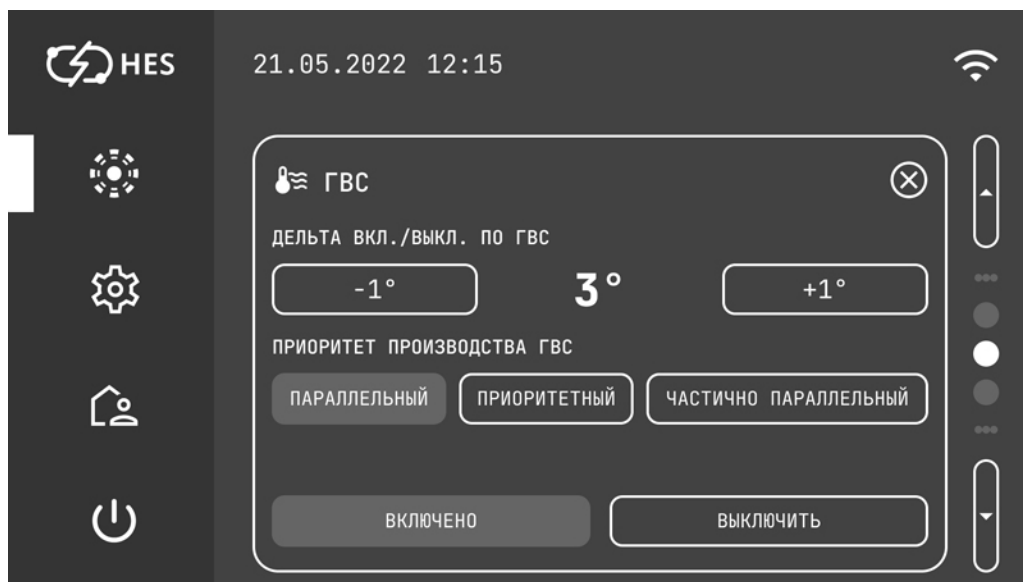 HES
21.05.2022 12:15
ГВС
ДЕЛЬТА ВКЛ./ВЫКЛ. ПО ГВС
-1° 3° +1°
ПРИОРИТЕТ ПРОИЗВОДСТВА ГВС
ПАРАЛЛЕЛЬНЫЙ ПРИОРИТЕТНЫЙ ЧАСТИЧНО ПАРАЛЛЕЛЬНЫЙ
ВКЛЮЧЕНО ВЫКЛЮЧИТЬ